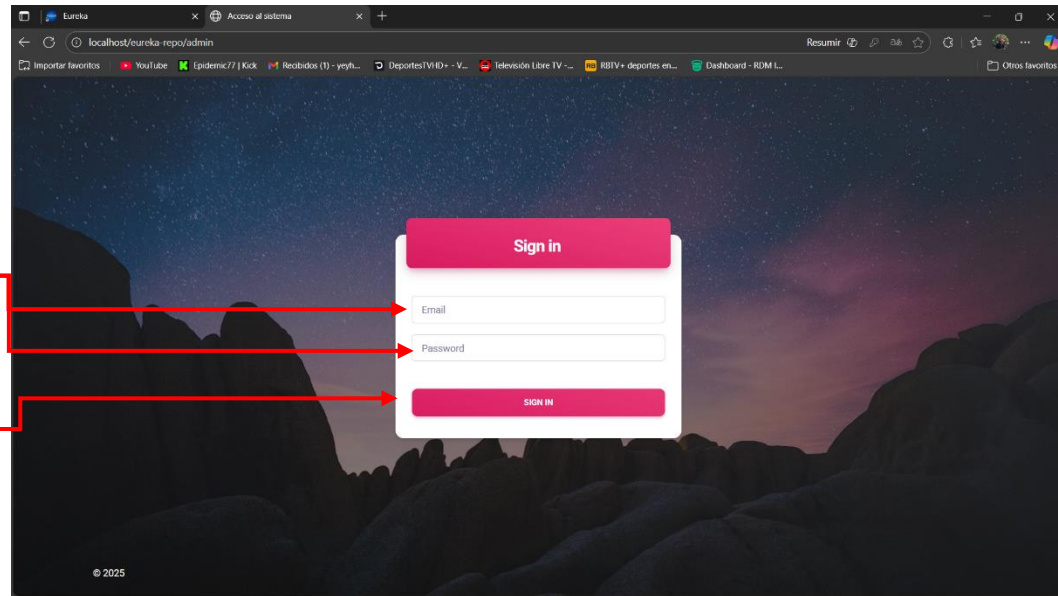 Eureka
Acceso al sistema
localhost/eureka-repo/admin
Resumir
Importar favoritos
YouTube
Epidemic77 | Kick
Recibidos (1) - yeyh...
DeportesTVHD+ - V...
Televisión Libre TV -...
RBTV+ deportes en...
Dashboard - RDM I...
Otros favoritos
Sign in
Email
Password
SIGN IN
© 2025